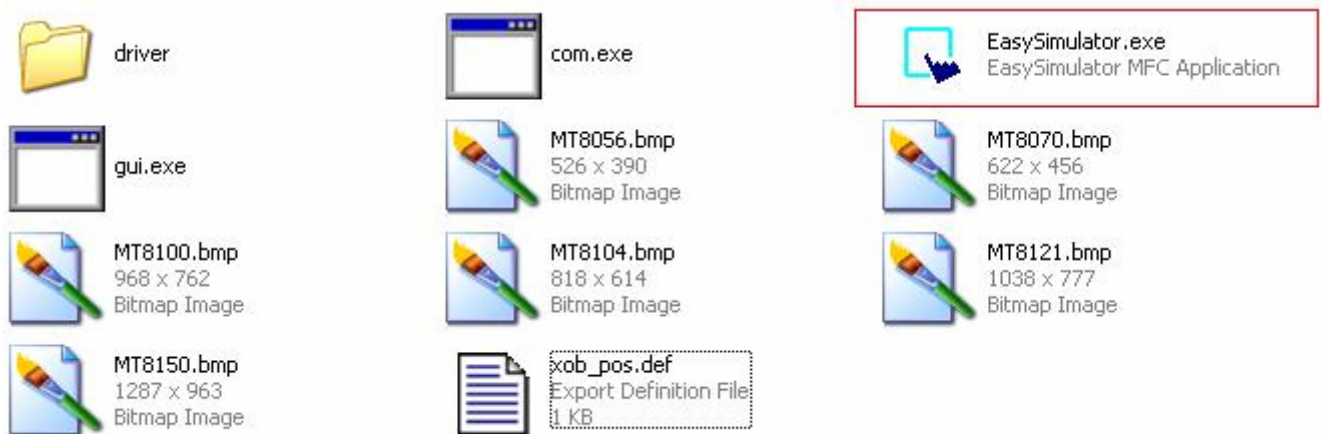 driver
com.exe
EasySimulator.exe
EasySimulator MFC Application
gui.exe
MT8056.bmp
526 x 390
Bitmap Image
MT8070.bmp
622 x 456
Bitmap Image
MT8100.bmp
968 x 762
Bitmap Image
MT8104.bmp
818 x 614
Bitmap Image
MT8121.bmp
1038 x 777
Bitmap Image
MT8150.bmp
1287 x 963
Bitmap Image
xob_pos.def
Export Definition File
1 KB